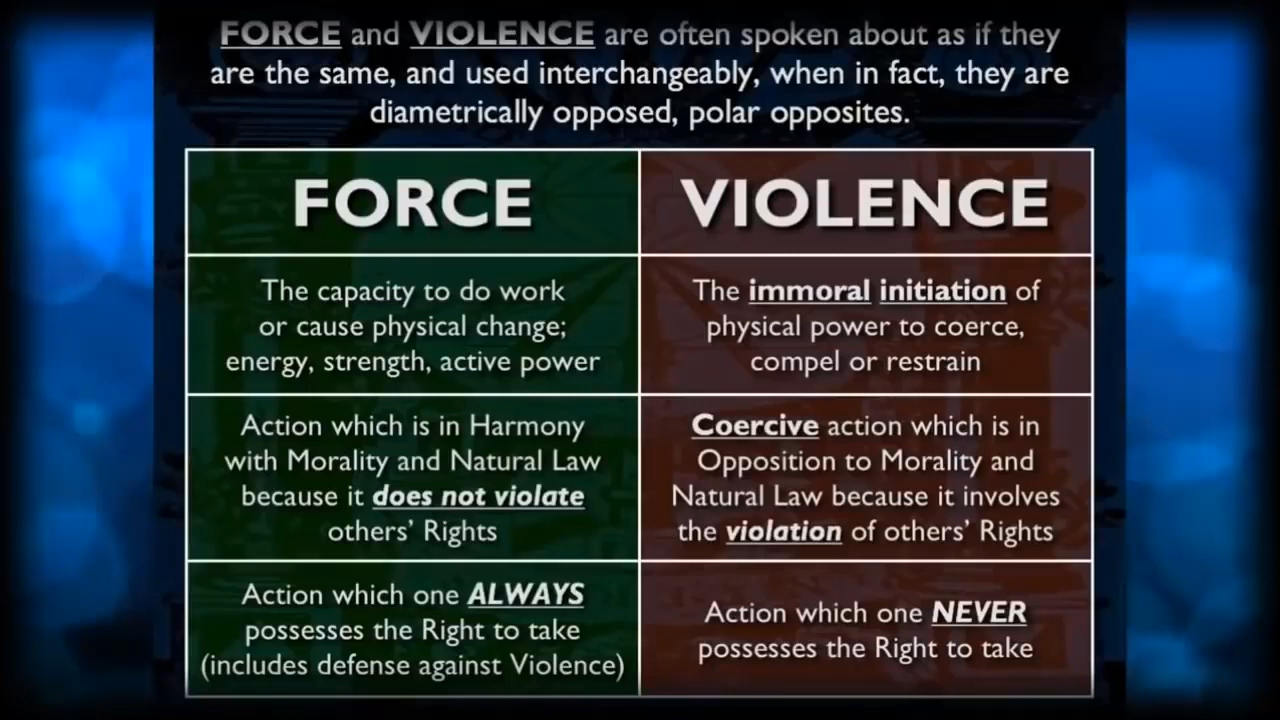 FORCE and VIOLENCE are often spoken about as if they
are the same, and used interchangeably, when in fact, they are
diametrically opposed, polar opposites.
FORCE
VIOLENCE
The capacity to do work
or cause physical change;
energy, strength, active power
The immoral initiation of
physical power to coerce,
compel or restrain
Action which is in Harmony
with Morality and Natural Law
because it does not violate
others’ Rights
Coercive action which is in
Opposition to Morality and
Natural Law because it involves
the violation of others’ Rights
Action which one ALWAYS
possesses the Right to take
(includes defense against Violence)
Action which one NEVER
possesses the Right to take